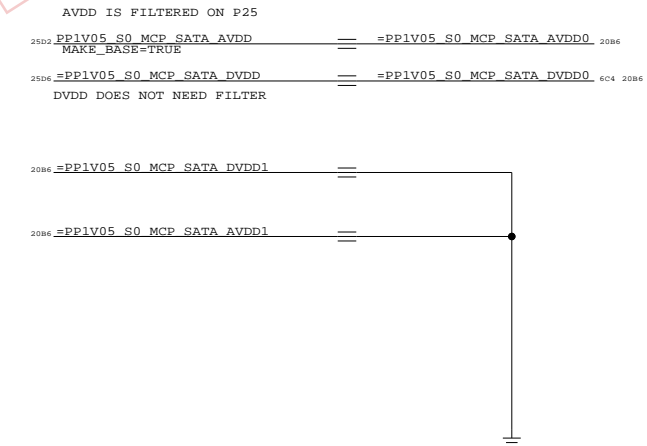 AVDD IS FILTERED ON P25
25D2 PP1V05_S0_MCP_SATA_AVDD =PP1V05_S0_MCP_SATA_AVDD0 20B6
MAKE_BASE=TRUE
25D6 =PP1V05_S0_MCP_SATA_DVDD =PP1V05_S0_MCP_SATA_DVDD0 6C4 20B6
DVDD DOES NOT NEED FILTER
20B6 =PP1V05_S0_MCP_SATA_DVDD1
20B6 =PP1V05_S0_MCP_SATA_AVDD1